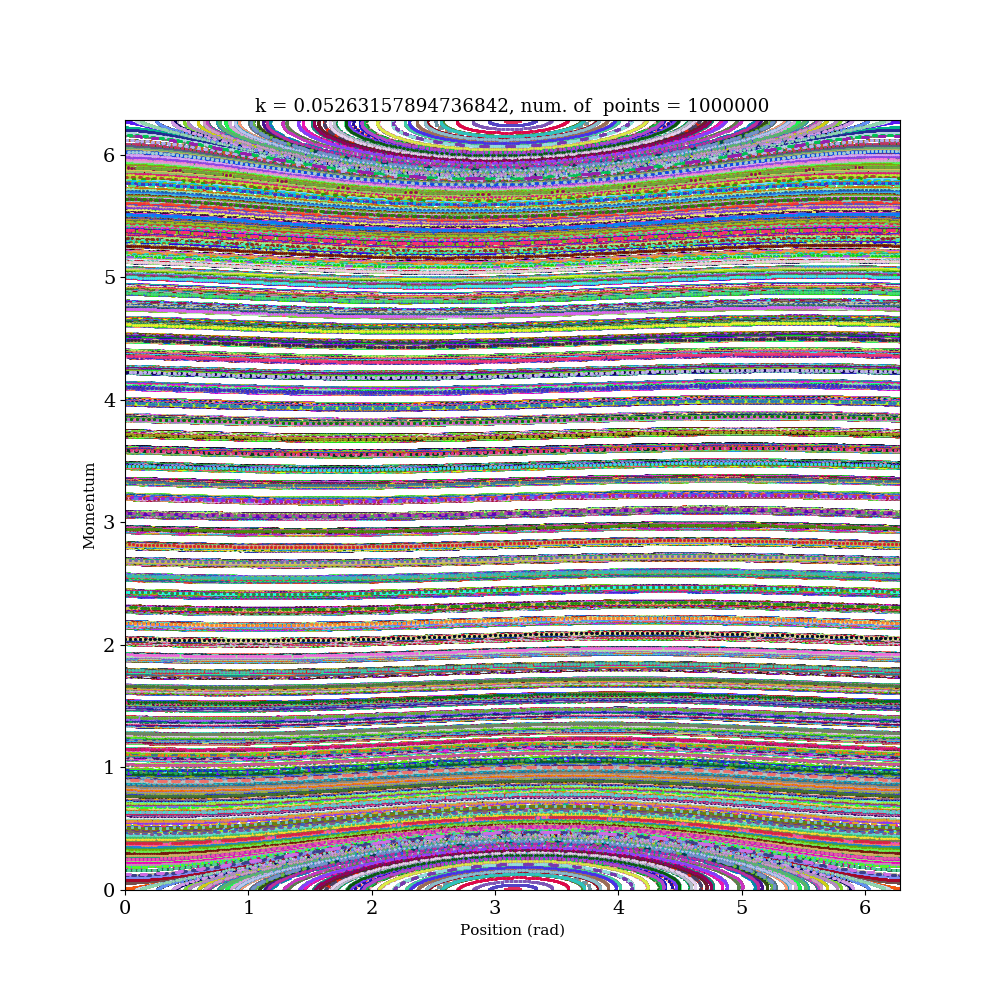 k = 0.05263157894736842, num. of  points = 1000000
6
5
4
3
2
1
0
Momentum
0 1 2 3 4 5 6
Position (rad)